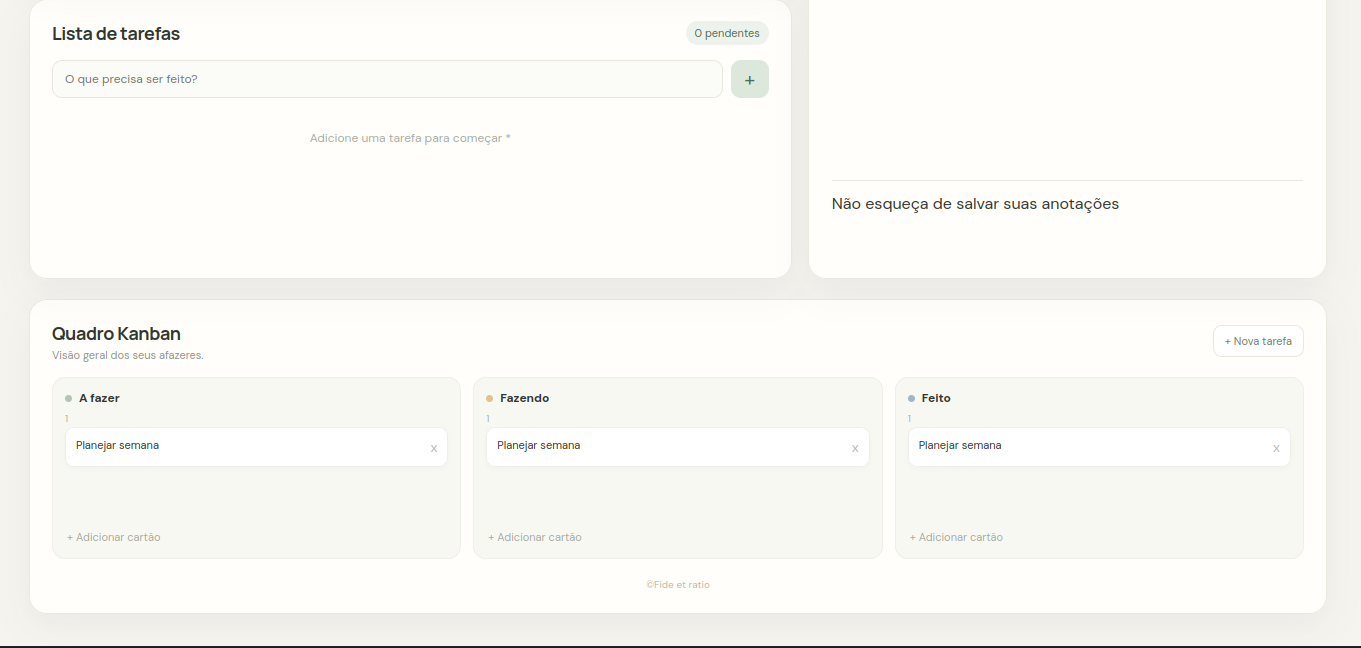 Lista de tarefas
0 pendentes
O que precisa ser feito?
+
Adicione uma tarefa para começar *
Não esqueça de salvar suas anotações
Quadro Kanban
Visão geral dos seus afazeres.
+ Nova tarefa
A fazer
1
Planejar semana x
+ Adicionar cartão
Fazendo
1
Planejar semana x
+ Adicionar cartão
Feito
1
Planejar semana x
+ Adicionar cartão
©Fide et ratio